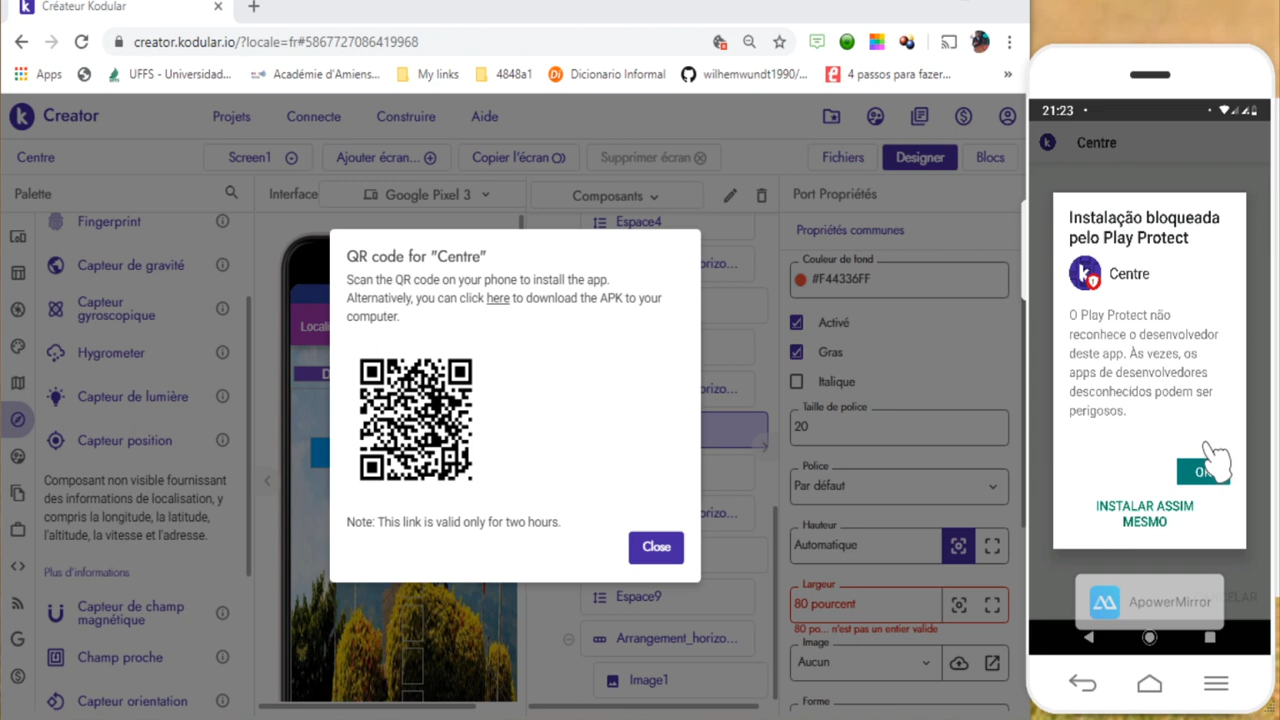 Créateur Kodular
creator.kodular.io/?locale=fr#5867727086419968
Apps
UFFS - Universidad...
Académie d'Amiens...
My links
4848a1
Dicionario Informal
wilhemwundt1990/...
4 passos para fazer...
»
Creator
Projets
Connecte
Construire
Aide
Centre
Screen1
Ajouter écran...
Copier l'écran
Supprimer écran
Fichiers
Designer
Blocs
Palette
Fingerprint
Capteur de gravité
Capteur
gyroscopique
Hygrometer
Capteur de lumière
Capteur position
Composant non visible fournissant
des informations de localisation, y
compris la longitude, la latitude,
l'altitude, la vitesse et l'adresse.
Plus d'informations
Capteur de champ
magnétique
Champ proche
Capteur orientation
Interface
Google Pixel 3
Locali
D
QR code for "Centre"
Scan the QR code on your phone to install the app.
Alternatively, you can click here to download the APK to your
computer.
Note: This link is valid only for two hours.
Close
Composants
Espace4
orizo...
orizo...
orizo...
Espace9
Arrangement_horizo...
Image1
Port Propriétés
Propriétés communes
Couleur de fond
#F44336FF
Activé
Gras
Italique
Taille de police
20
Police
Par défaut
Hauteur
Automatique
Largeur
80 pourcent
80 po... n'est pas un entier valide
Image
Aucun
Forme
21:23
Centre
Instalação bloqueada
pelo Play Protect
Centre
O Play Protect não
reconhece o desenvolvedor
deste app. Às vezes, os
apps de desenvolvedores
desconhecidos podem ser
perigosos.
INSTALAR ASSIM
MESMO
ApowerMirror